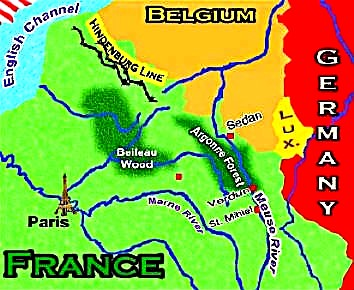 BELGIUM
English Channel
HINDENBURG LINE
GERMANY
LUX.
Sedan
Argonne Forest
Belleau
Wood
Verdun
St. Mihiel
Meuse River
Marne River
Paris
FRANCE